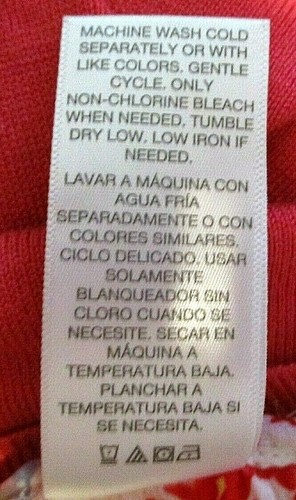 MACHINE WASH COLD
SEPARATELY OR WITH
LIKE COLORS. GENTLE
CYCLE. ONLY
NON-CHLORINE BLEACH
WHEN NEEDED. TUMBLE
DRY LOW. LOW IRON IF
NEEDED.
LAVAR A MÁQUINA CON
AGUA FRÍA
SEPARADAMENTE O CON
COLORES SIMILARES.
CICLO DELICADO. USAR
SOLAMENTE
BLANQUEADOR SIN
CLORO CUANDO SE
NECESITE. SECAR EN
MÁQUINA A
TEMPERATURA BAJA.
PLANCHAR A
TEMPERATURA BAJA SI
SE NECESITA.